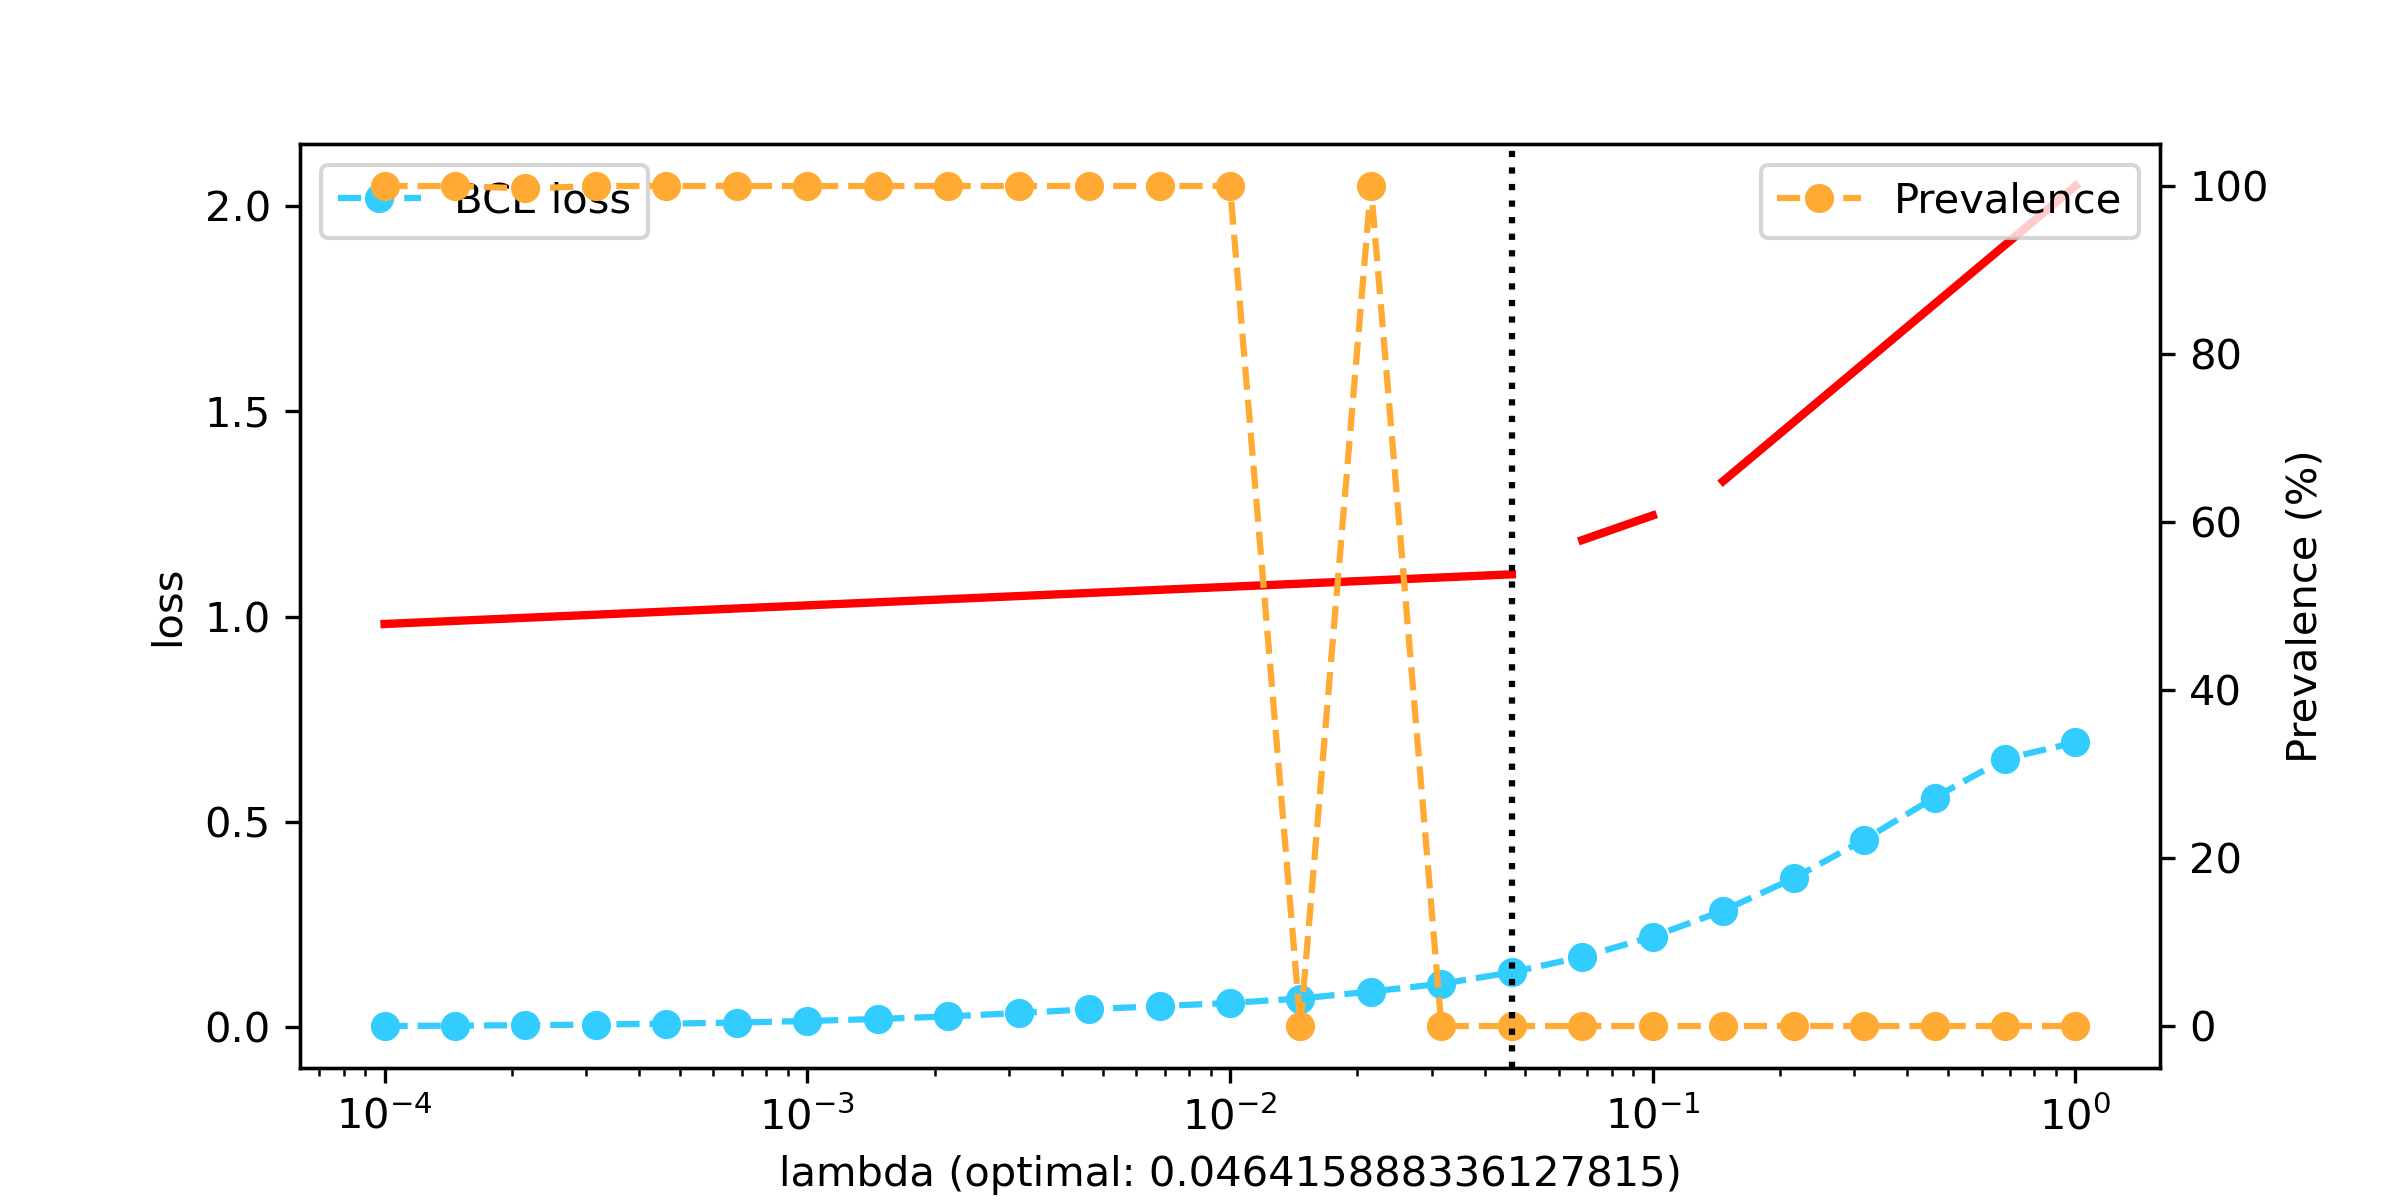 BCE loss
Prevalence
2.0
1.5
1.0
0.5
0.0
loss
100
80
60
40
20
0
Prevalence (%)
10⁻⁴ 10⁻³ 10⁻² 10⁻¹ 10⁰
lambda (optimal: 0.046415888336127815)